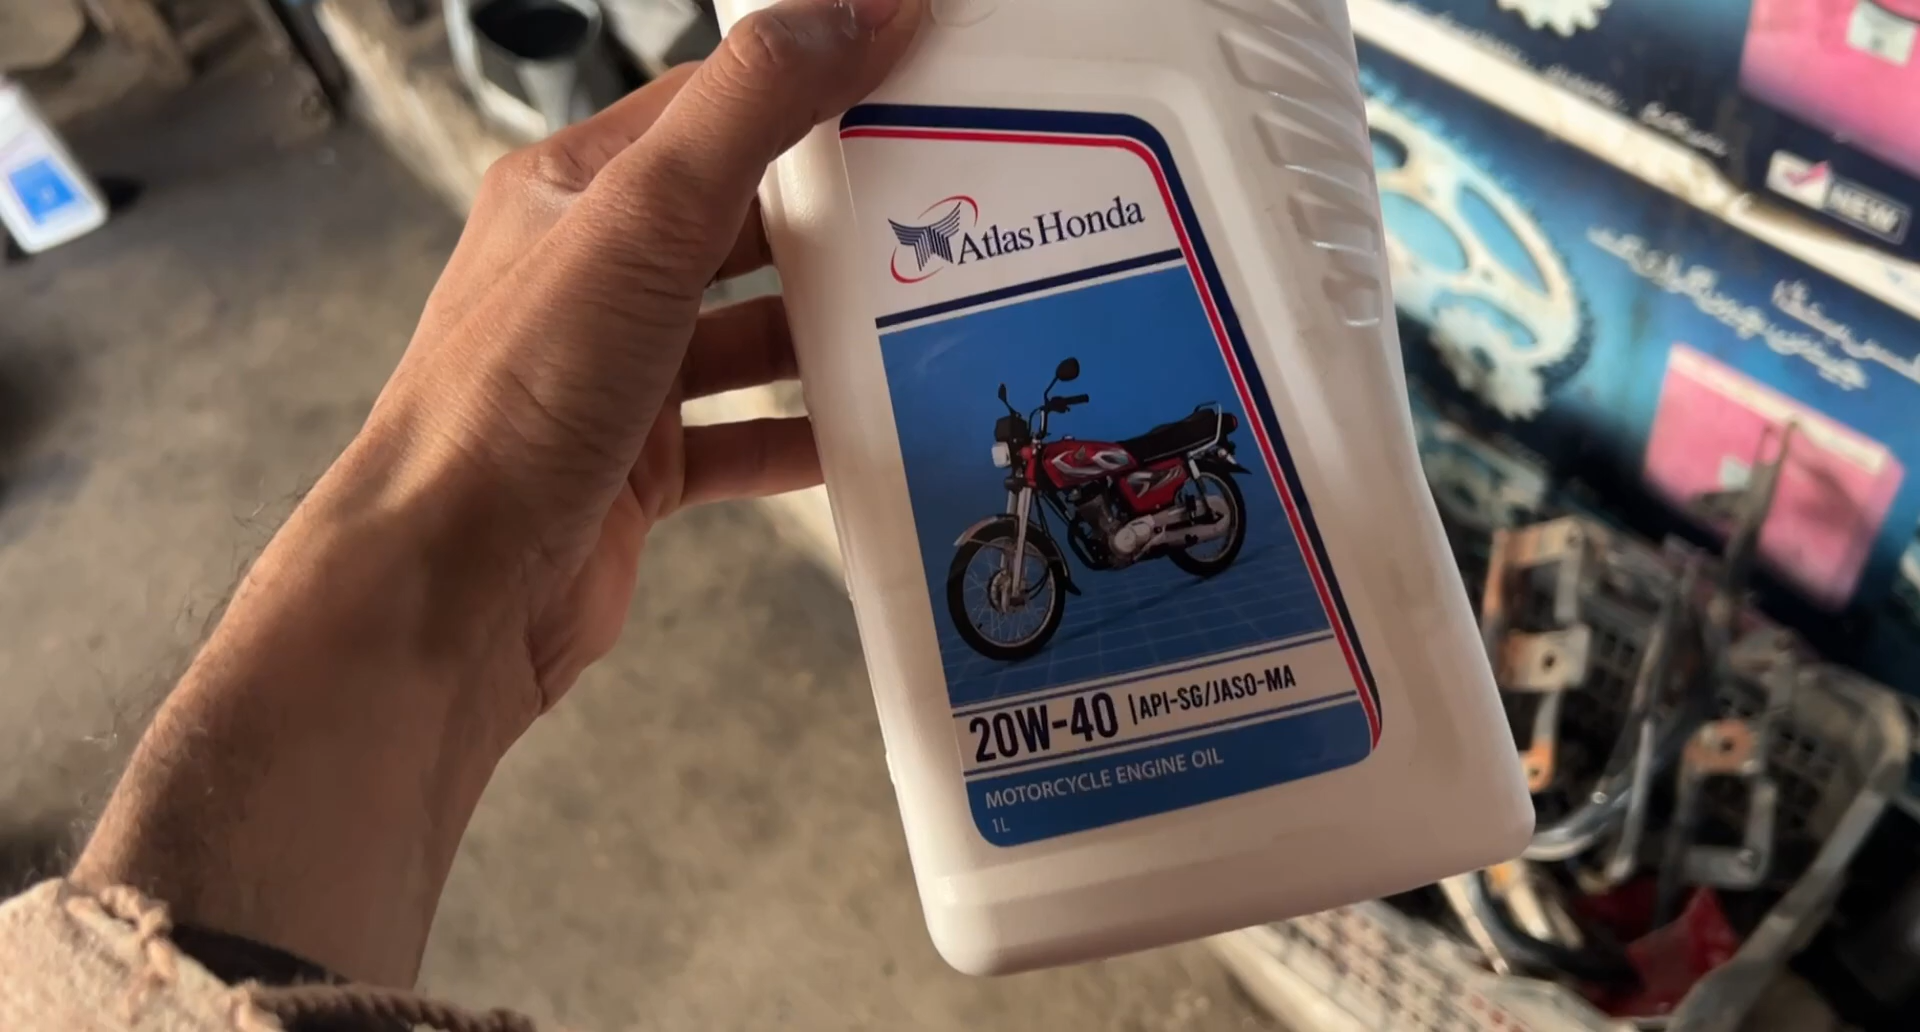 Atlas Honda
20W-40 | API-SG/JASO-MA
MOTORCYCLE ENGINE OIL
1L
NEW